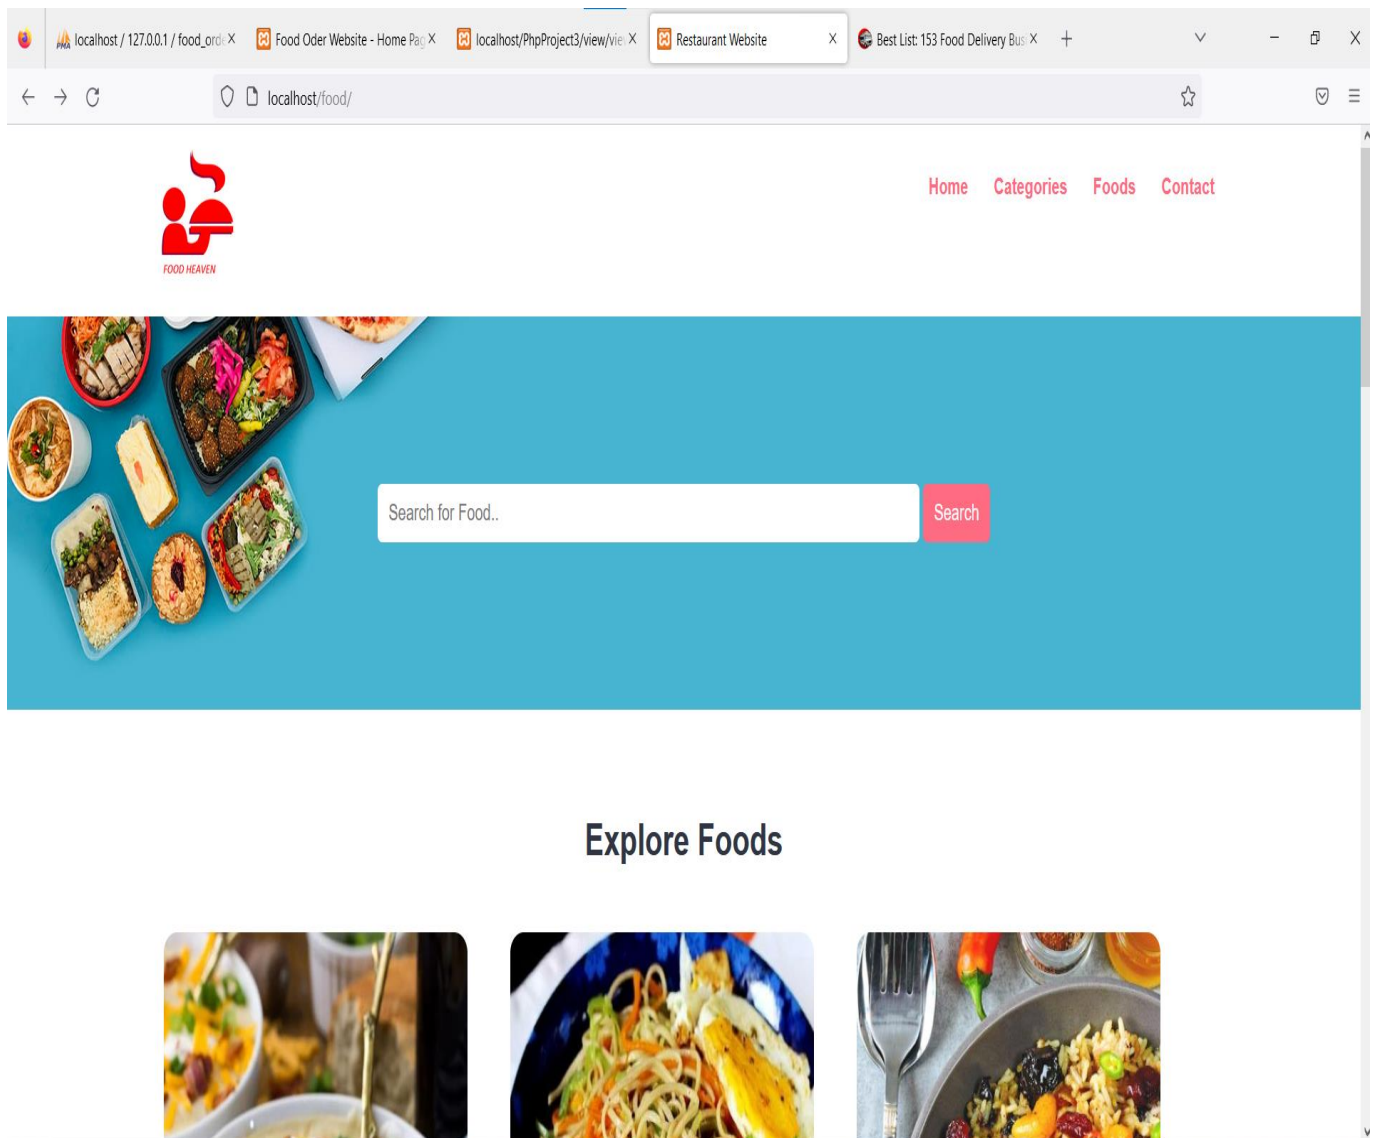 localhost / 127.0.0.1 / food_orde
Food Oder Website - Home Pag
localhost/PhpProject3/view/vie
Restaurant Website
Best List: 153 Food Delivery Bus
localhost/food/
Home Categories Foods Contact
FOOD HEAVEN
Search for Food.. Search
Explore Foods